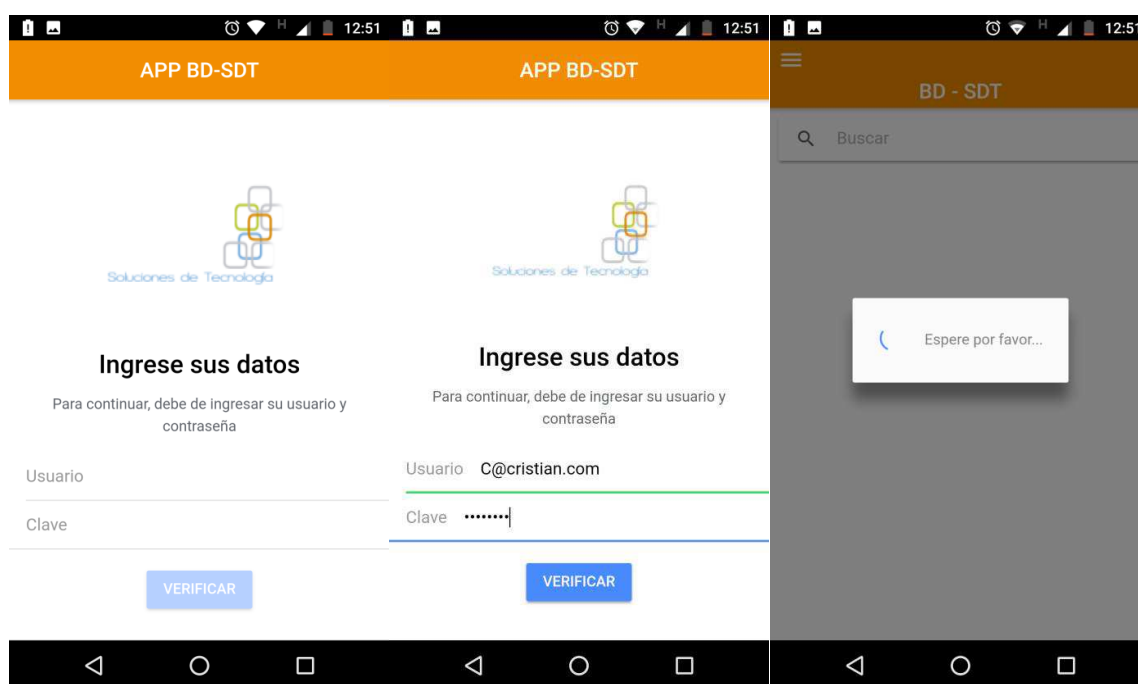 12:51
APP BD-SDT
Soluciones de Tecnología
Ingrese sus datos
Para continuar, debe de ingresar su usuario y
contraseña
Usuario
Clave
VERIFICAR
12:51
APP BD-SDT
Soluciones de Tecnología
Ingrese sus datos
Para continuar, debe de ingresar su usuario y
contraseña
Usuario C@cristian.com
Clave ••••••••
VERIFICAR
H 12:51
BD - SDT
Buscar
Espere por favor...